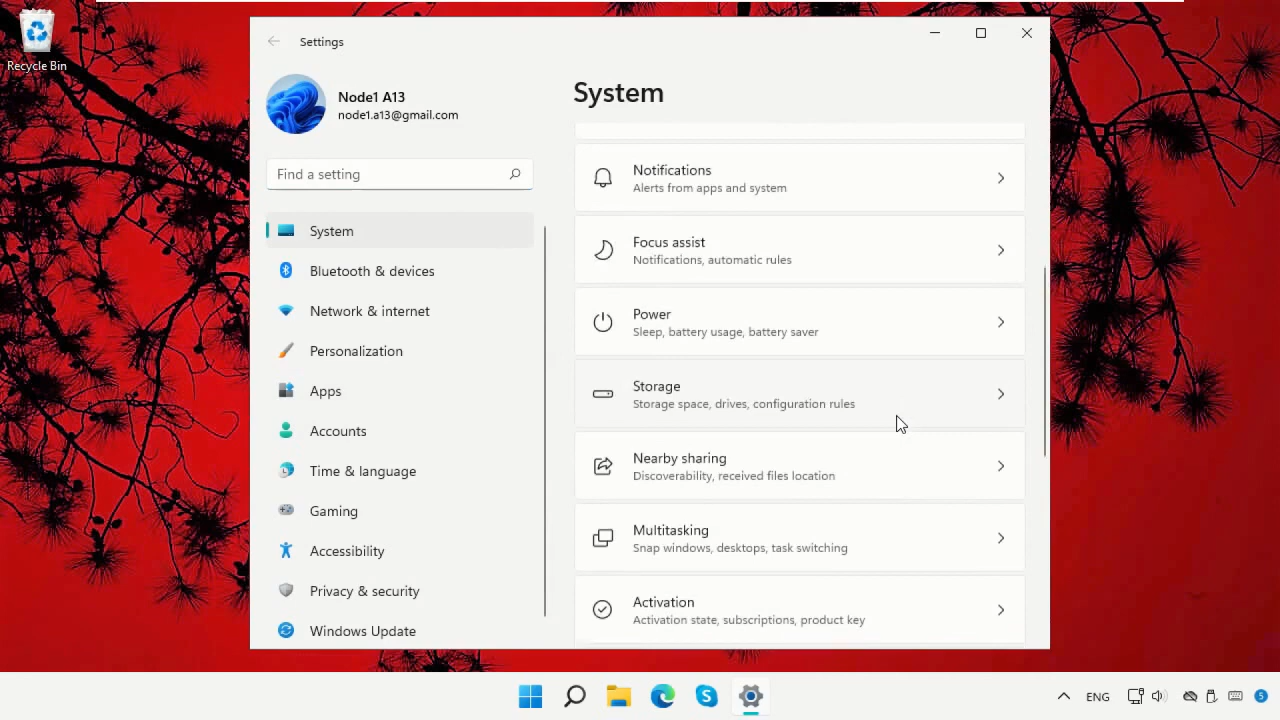 Recycle Bin
Settings
Node1 A13
node1.a13@gmail.com
Find a setting
System
Bluetooth & devices
Network & internet
Personalization
Apps
Accounts
Time & language
Gaming
Accessibility
Privacy & security
Windows Update
System
Notifications
Alerts from apps and system
Focus assist
Notifications, automatic rules
Power
Sleep, battery usage, battery saver
Storage
Storage space, drives, configuration rules
Nearby sharing
Discoverability, received files location
Multitasking
Snap windows, desktops, task switching
Activation
Activation state, subscriptions, product key
ENG
5